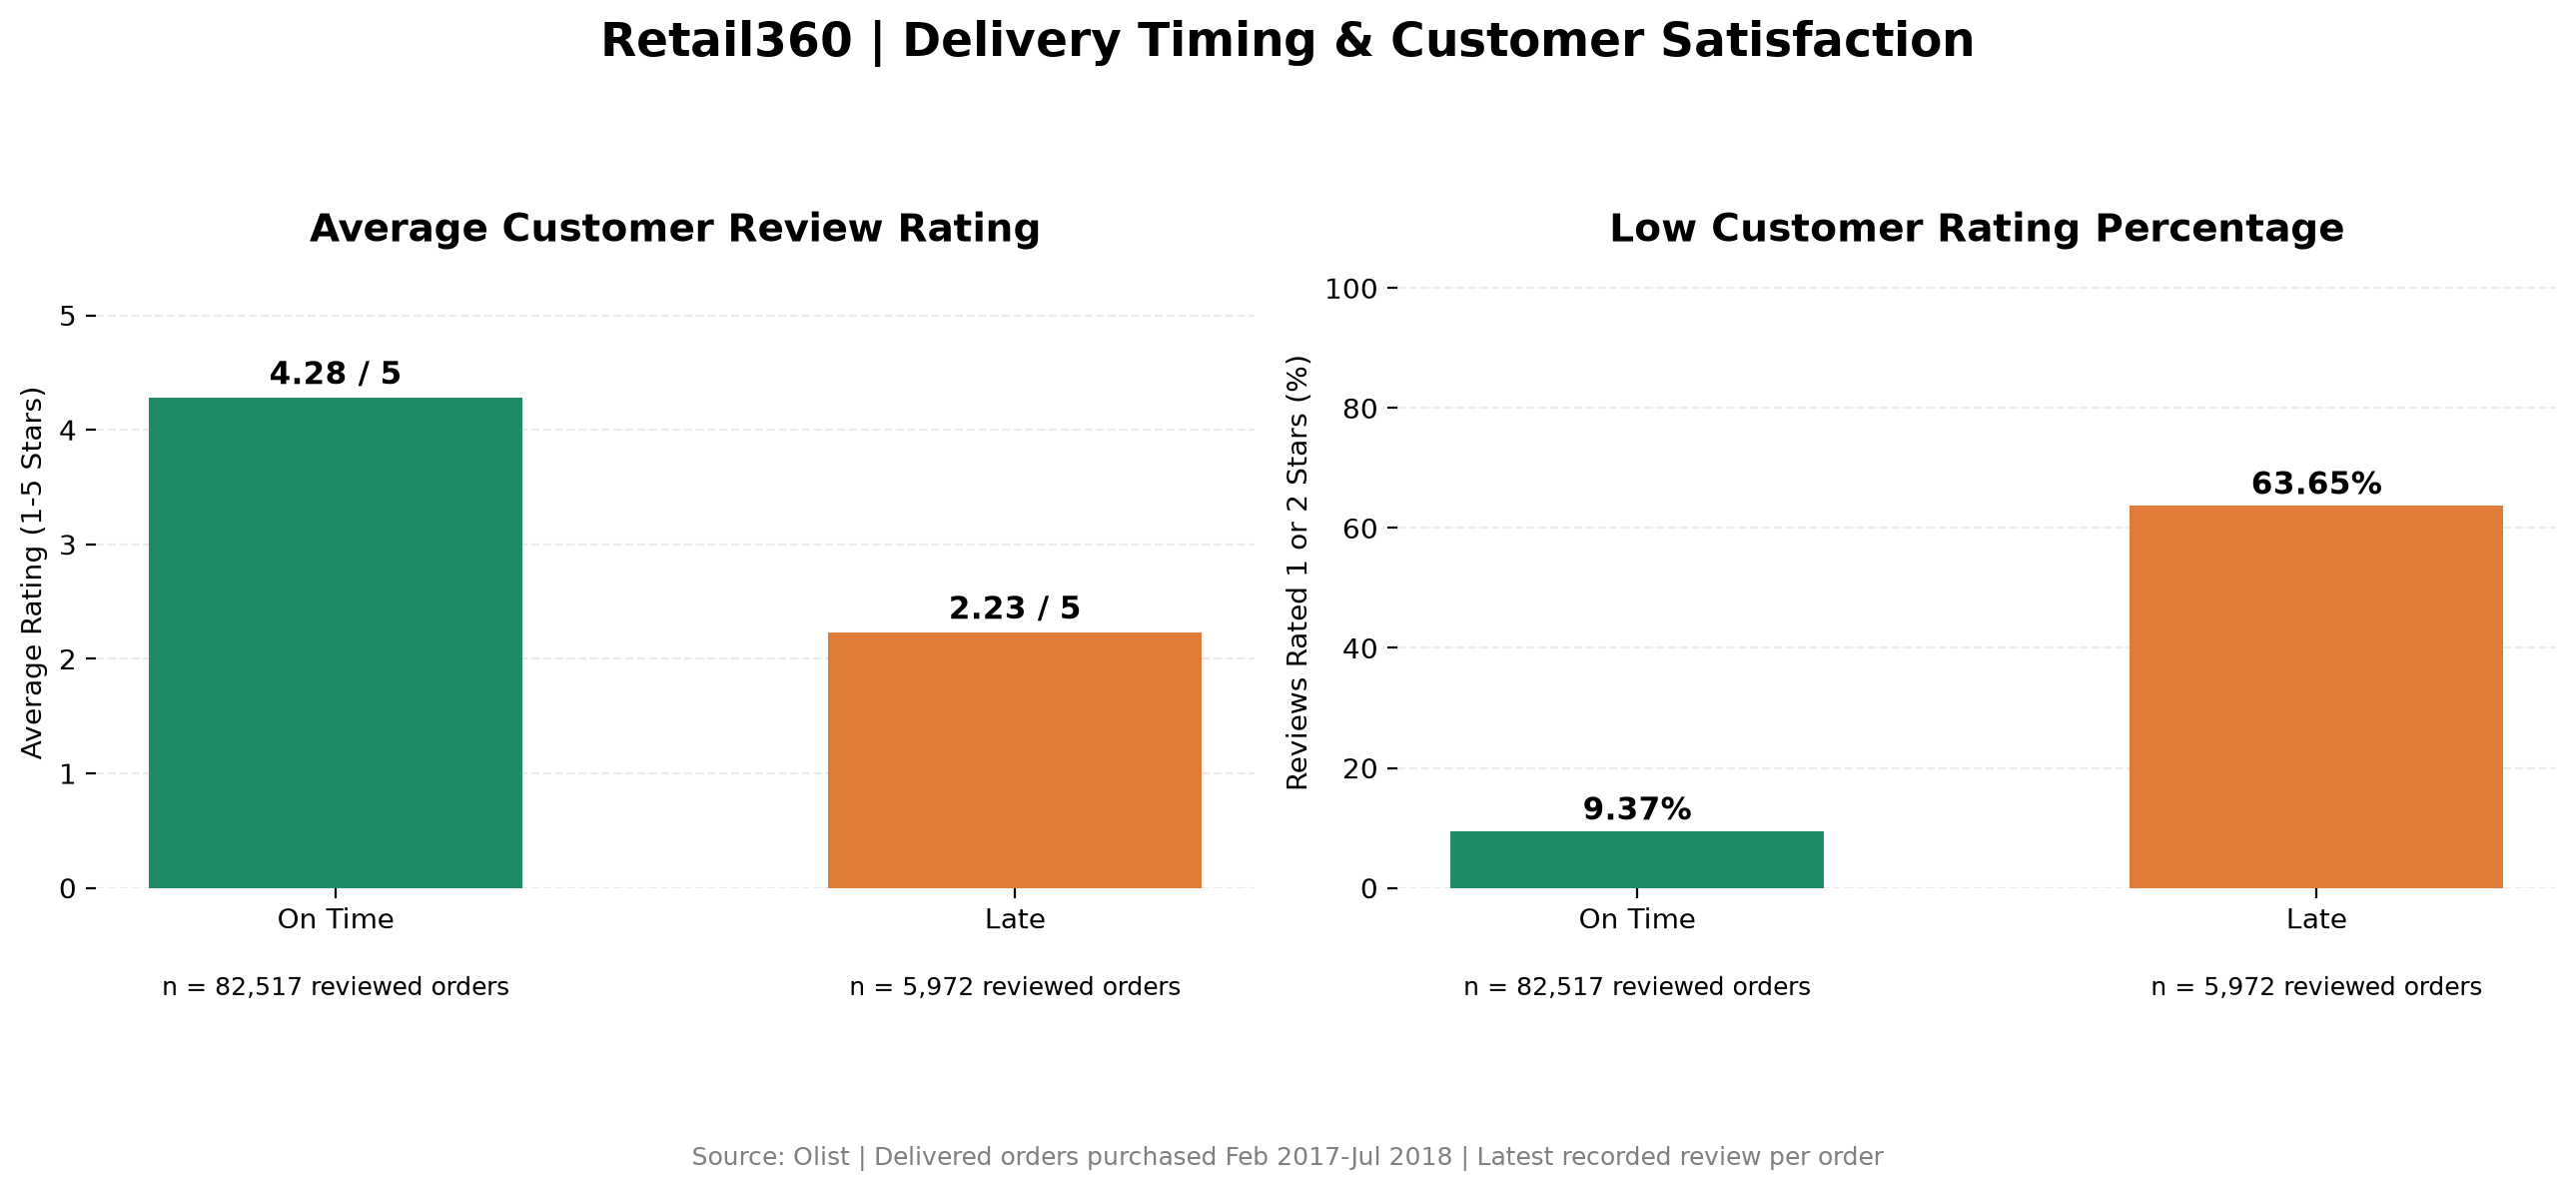 Retail360 | Delivery Timing & Customer Satisfaction
Average Customer Review Rating
Average Rating (1-5 Stars)
5
4
3
2
1
0
4.28 / 5
2.23 / 5
On Time
Late
n = 82,517 reviewed orders
n = 5,972 reviewed orders
Low Customer Rating Percentage
Reviews Rated 1 or 2 Stars (%)
100
80
60
40
20
0
9.37%
63.65%
On Time
Late
n = 82,517 reviewed orders
n = 5,972 reviewed orders
Source: Olist | Delivered orders purchased Feb 2017-Jul 2018 | Latest recorded review per order